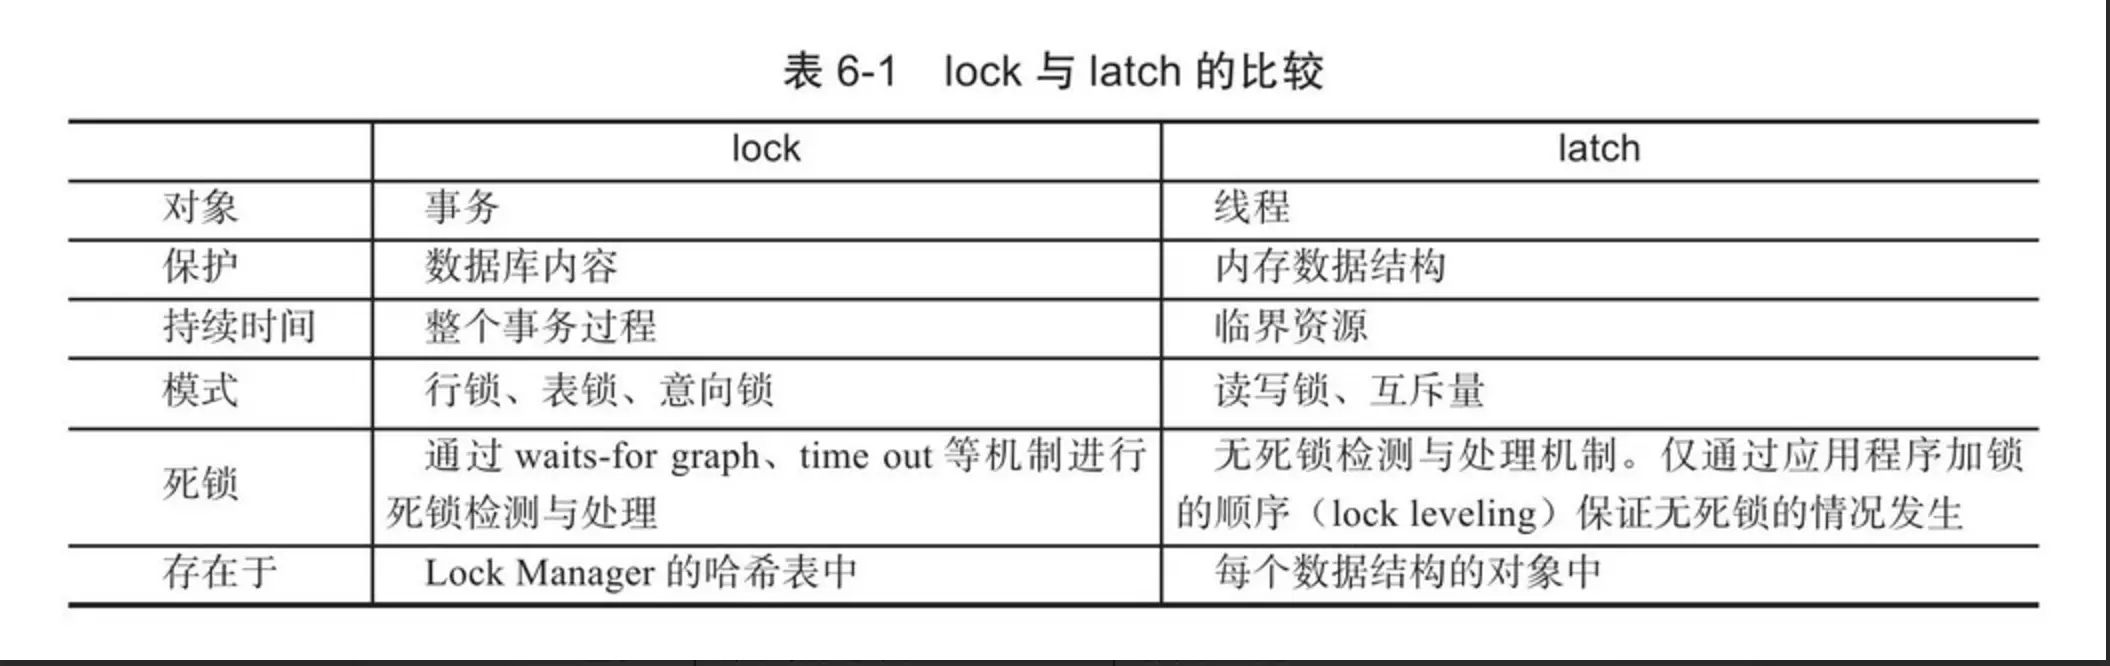 表 6-1 lock 与 latch 的比较
lock latch
对象 事务 线程
保护 数据库内容 内存数据结构
持续时间 整个事务过程 临界资源
模式 行锁、表锁、意向锁 读写锁、互斥量
死锁 通过 waits-for graph、time out 等机制进行 无死锁检测与处理机制。仅通过应用程序加锁
死锁检测与处理 的顺序（lock leveling）保证无死锁的情况发生
存在于 Lock Manager 的哈希表中 每个数据结构的对象中